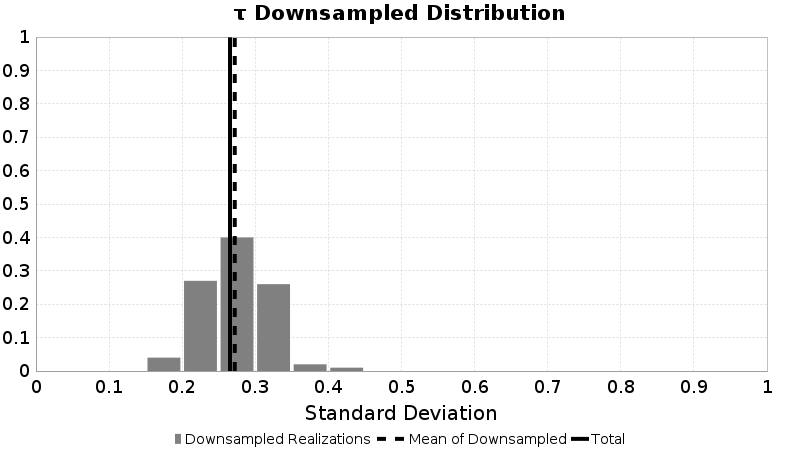 τ Downsampled Distribution
1
0.9
0.8
0.7
0.6
0.5
0.4
0.3
0.2
0.1
0
0 0.1 0.2 0.3 0.4 0.5 0.6 0.7 0.8 0.9 1
Standard Deviation
Downsampled Realizations Mean of Downsampled Total